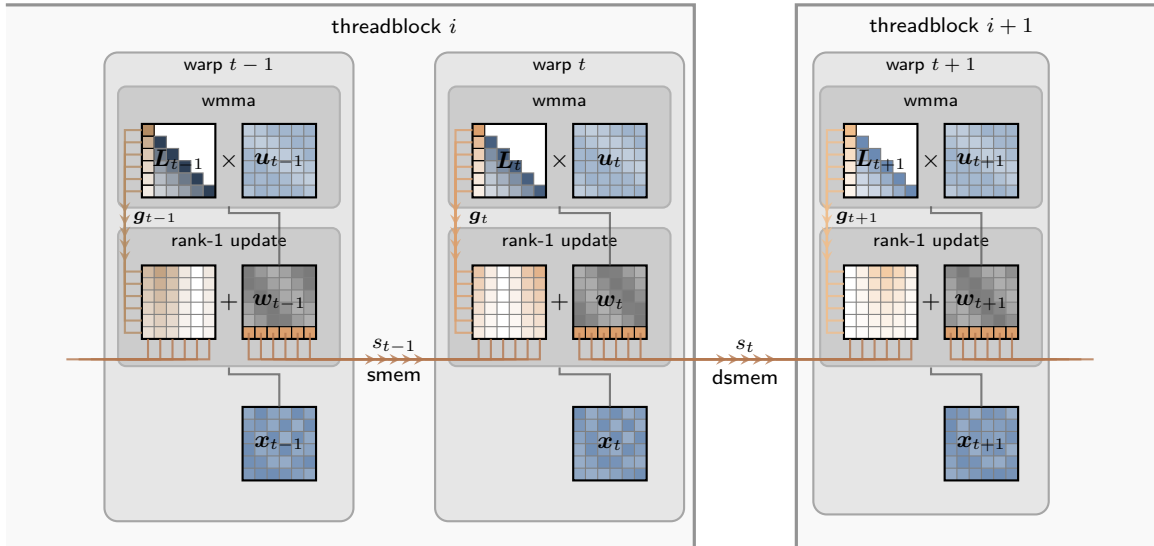 threadblock i
threadblock i + 1
warp t − 1
warp t
warp t + 1
wmma
wmma
wmma
L_{t−1} × u_{t−1}
L_t × u_t
L_{t+1} × u_{t+1}
g_{t−1}
g_t
g_{t+1}
rank-1 update
rank-1 update
rank-1 update
+ w_{t−1}
+ w_t
+ w_{t+1}
s_{t−1}
smem
s_t
dsmem
x_{t−1}
x_t
x_{t+1}